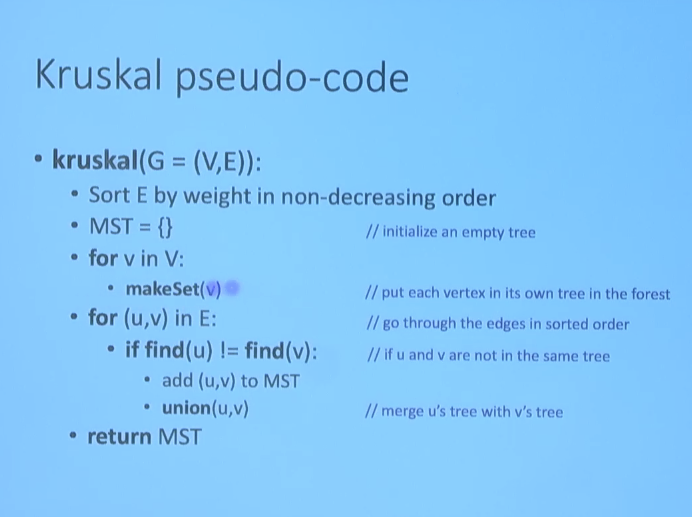 Kruskal pseudo-code
• kruskal(G = (V,E)):
• Sort E by weight in non-decreasing order
• MST = {} // initialize an empty tree
• for v in V:
• makeSet(v) // put each vertex in its own tree in the forest
• for (u,v) in E: // go through the edges in sorted order
• if find(u) != find(v): // if u and v are not in the same tree
• add (u,v) to MST
• union(u,v) // merge u's tree with v's tree
• return MST